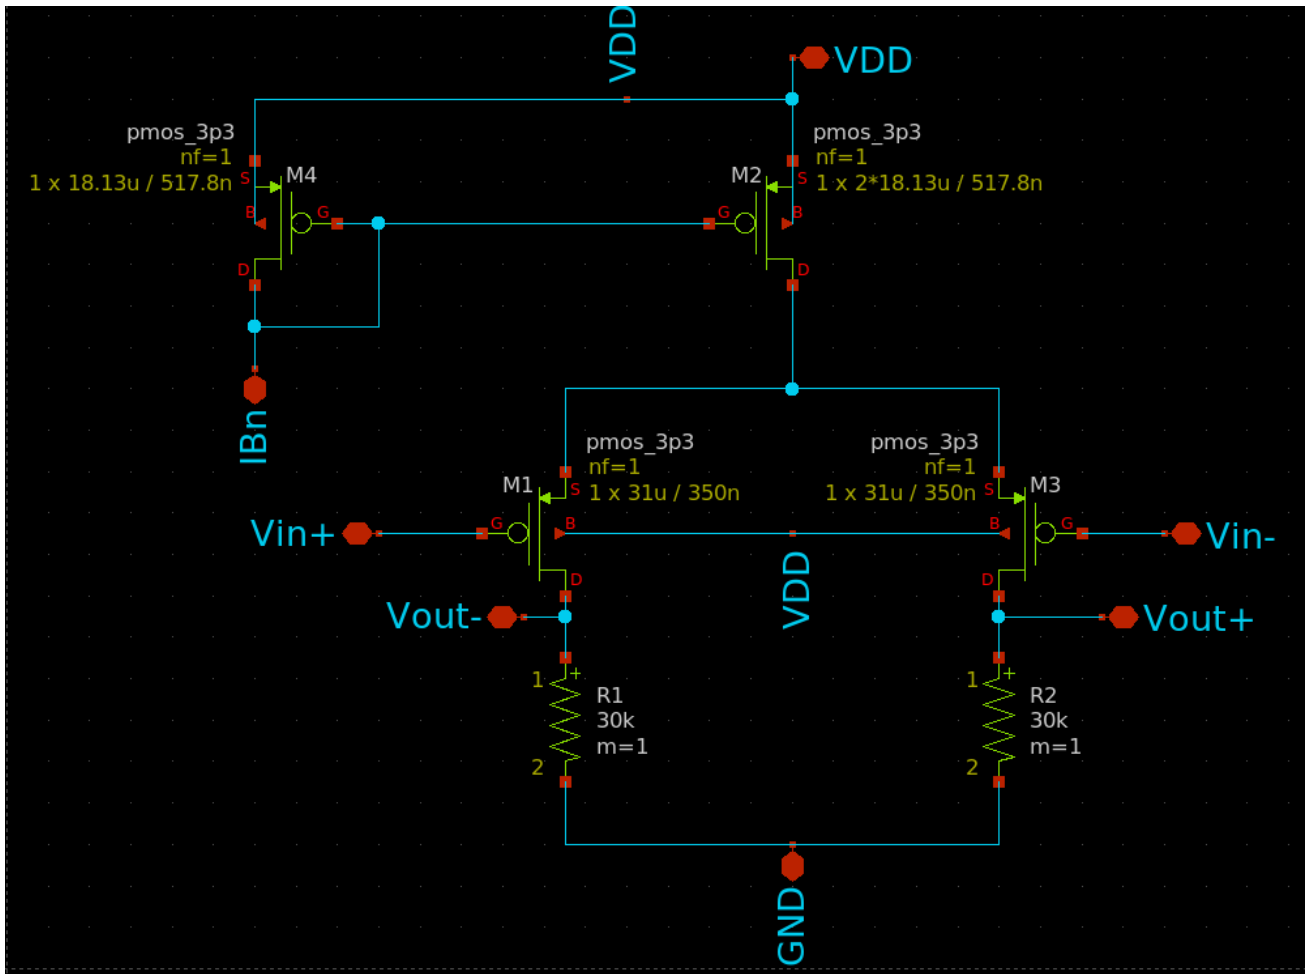 VDD
VDD
pmos_3p3
nf=1
1 x 18.13u / 517.8n
M4
S
G
B
D
pmos_3p3
nf=1
1 x 2*18.13u / 517.8n
M2
S
G
B
D
IBn
pmos_3p3
nf=1
1 x 31u / 350n
M1
S
G
B
D
pmos_3p3
nf=1
1 x 31u / 350n
M3
S
B
G
D
Vin+
Vin-
VDD
Vout-
Vout+
1
+
R1
30k
m=1
2
1
+
R2
30k
m=1
2
GND